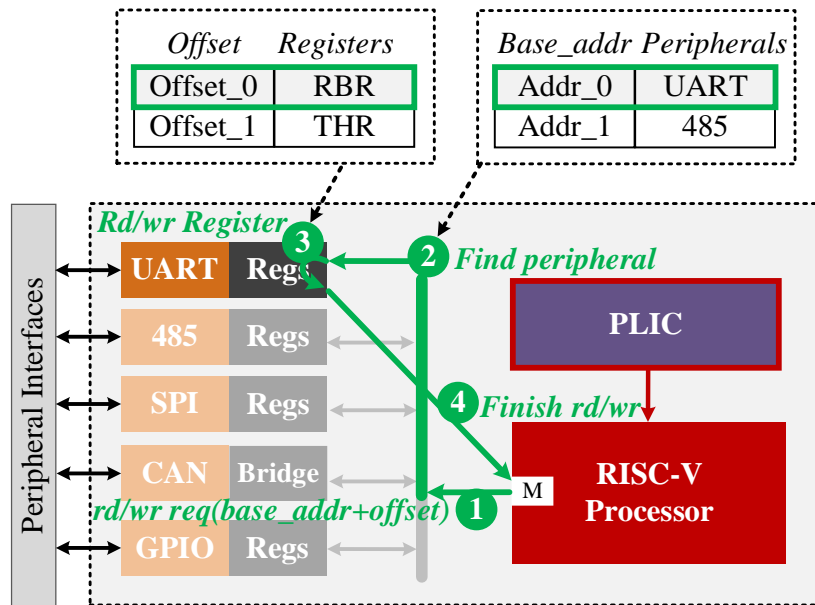 Offset Registers
Offset_0 RBR
Offset_1 THR
Base_addr Peripherals
Addr_0 UART
Addr_1 485
Peripheral Interfaces
Rd/wr Register
3
2
Find peripheral
UART Regs
485 Regs
SPI Regs
CAN Bridge
GPIO Regs
PLIC
4
Finish rd/wr
RISC-V
Processor
M
1
rd/wr req(base_addr+offset)